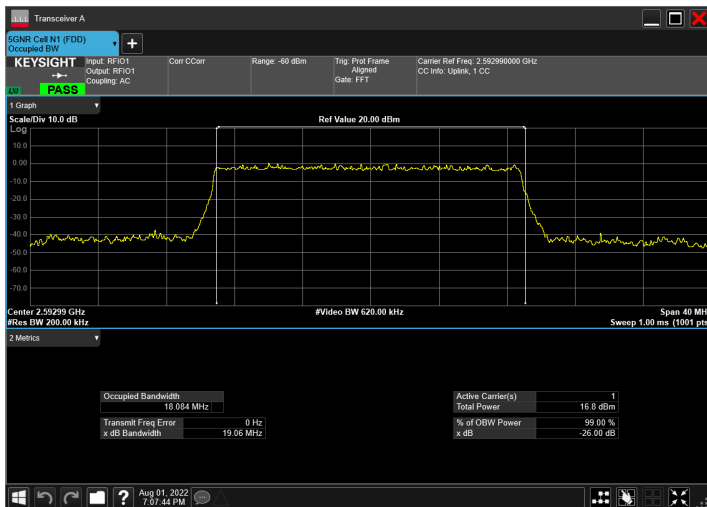 Transceiver A
5GNR Cell N1 (FDD)
Occupied BW
KEYSIGHT
Input: RFIO1
Output: RFIO1
Coupling: AC
Corr CCorr
Range: -60 dBm
Trig: Prot Frame
Aligned
Gate: FFT
Carrier Ref Freq: 2.592990000 GHz
CC Info: Uplink, 1 CC
PASS
1 Graph
Scale/Div 10.0 dB
Ref Value 20.00 dBm
Log
10.0
0.00
-10.0
-20.0
-30.0
-40.0
-50.0
-60.0
-70.0
Center 2.59299 GHz
#Video BW 620.00 kHz
Span 40 MH
#Res BW 200.00 kHz
Sweep 1.00 ms (1001 pts
2 Metrics
Occupied Bandwidth
18.084 MHz
Transmit Freq Error 0 Hz
x dB Bandwidth 19.06 MHz
Active Carrier(s) 1
Total Power 16.8 dBm
% of OBW Power 99.00 %
x dB -26.00 dB
Aug 01, 2022
7:07:44 PM